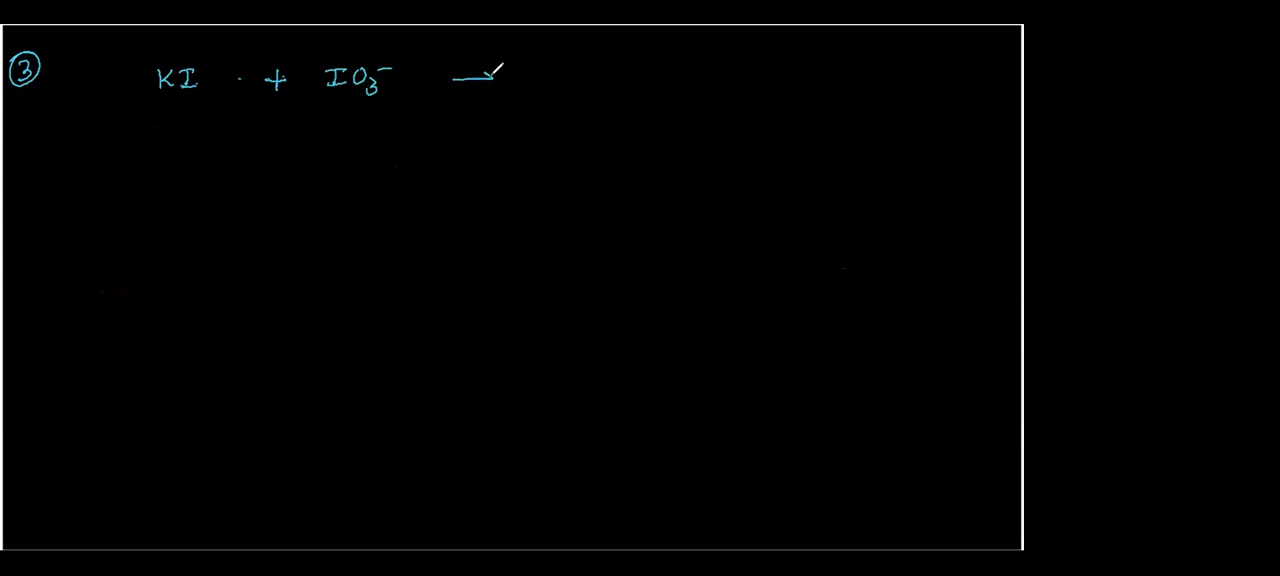 ③ KI + IO₃⁻ →